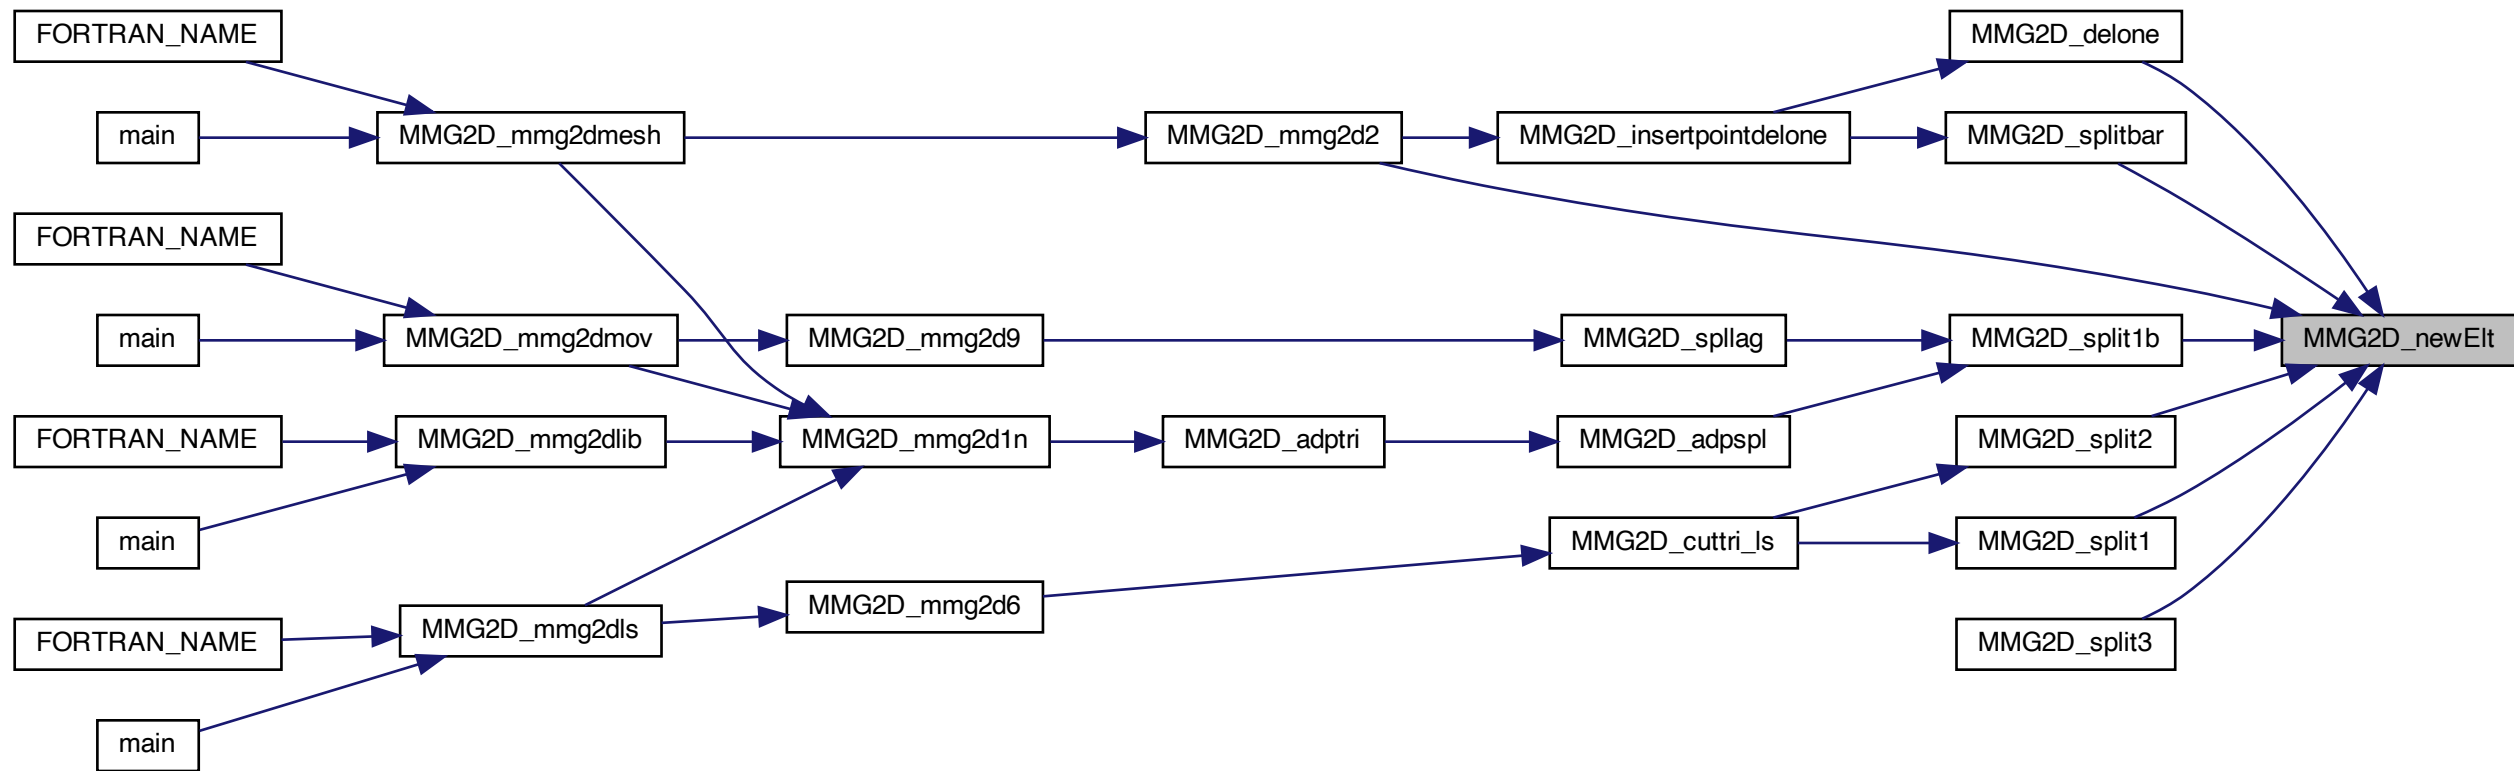 FORTRAN_NAME
MMG2D_delone
main
MMG2D_mmg2dmesh
MMG2D_mmg2d2
MMG2D_insertpointdelone
MMG2D_splitbar
FORTRAN_NAME
main
MMG2D_mmg2dmov
MMG2D_mmg2d9
MMG2D_spllag
MMG2D_split1b
MMG2D_newElt
FORTRAN_NAME
MMG2D_mmg2dlib
MMG2D_mmg2d1n
MMG2D_adptri
MMG2D_adpspl
MMG2D_split2
main
MMG2D_cuttri_ls
MMG2D_split1
MMG2D_mmg2d6
FORTRAN_NAME
MMG2D_mmg2dls
MMG2D_split3
main